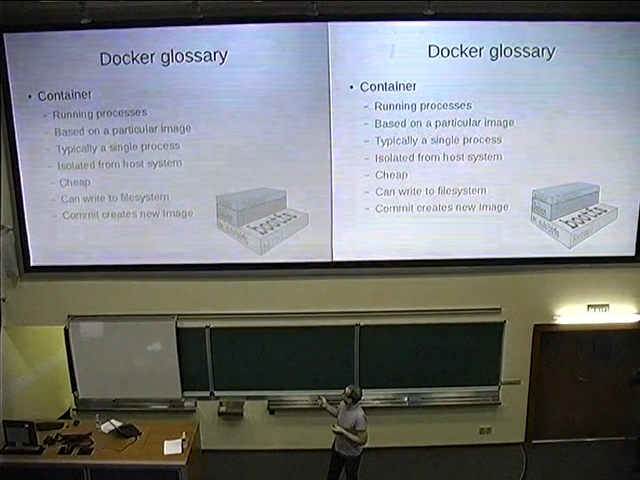 Docker glossary
• Container
– Running processes
– Based on a particular image
– Typically a single process
– Isolated from host system
– Cheap
– Can write to filesystem
– Commit creates new Image
Docker glossary
• Container
– Running processes
– Based on a particular image
– Typically a single process
– Isolated from host system
– Cheap
– Can write to filesystem
– Commit creates new Image
bootfs